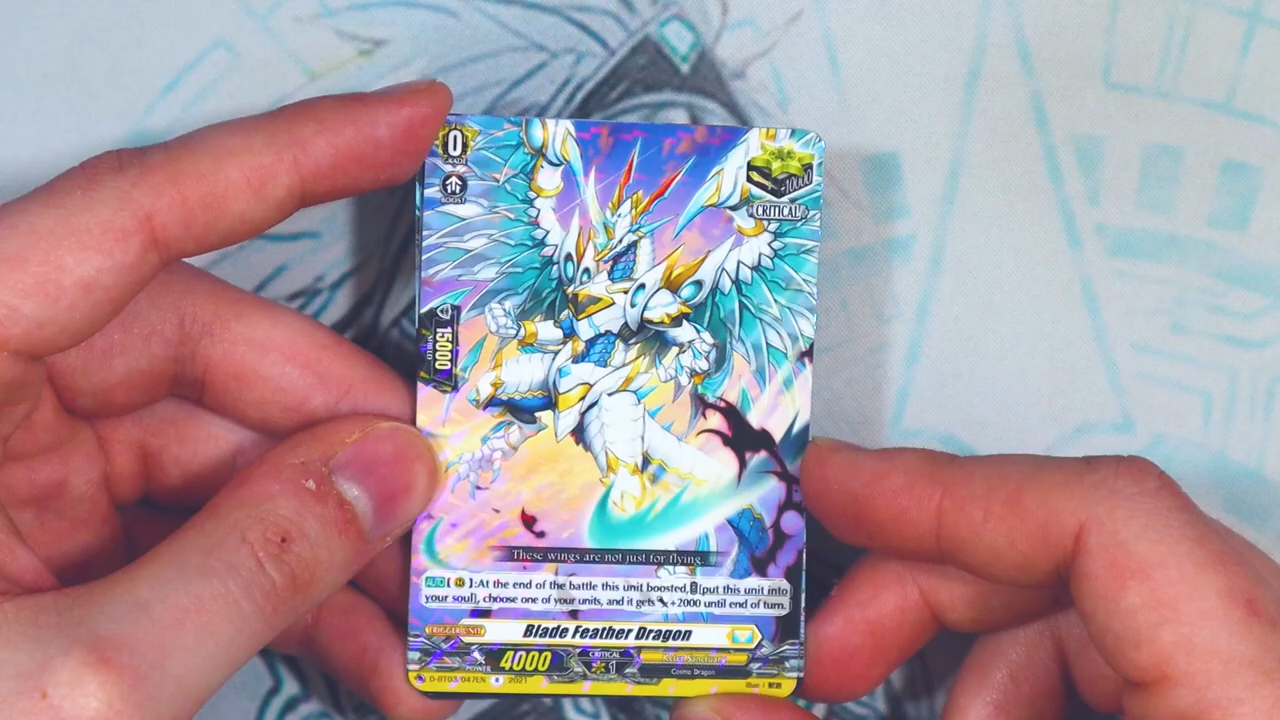 0
GRADE
BOOST
+10000
CRITICAL
15000
SHIELD
These wings are not just for flying.
AUTO [ ]:At the end of the battle this unit boosted, [put this unit into
your soul], choose one of your units, and it gets +2000 until end of turn.
TRIGGER UNIT
Blade Feather Dragon
POWER 4000
CRITICAL
1
Keter Sanctuary
Cosmo Dragon
D-BT03/047EN R 2021
Illust